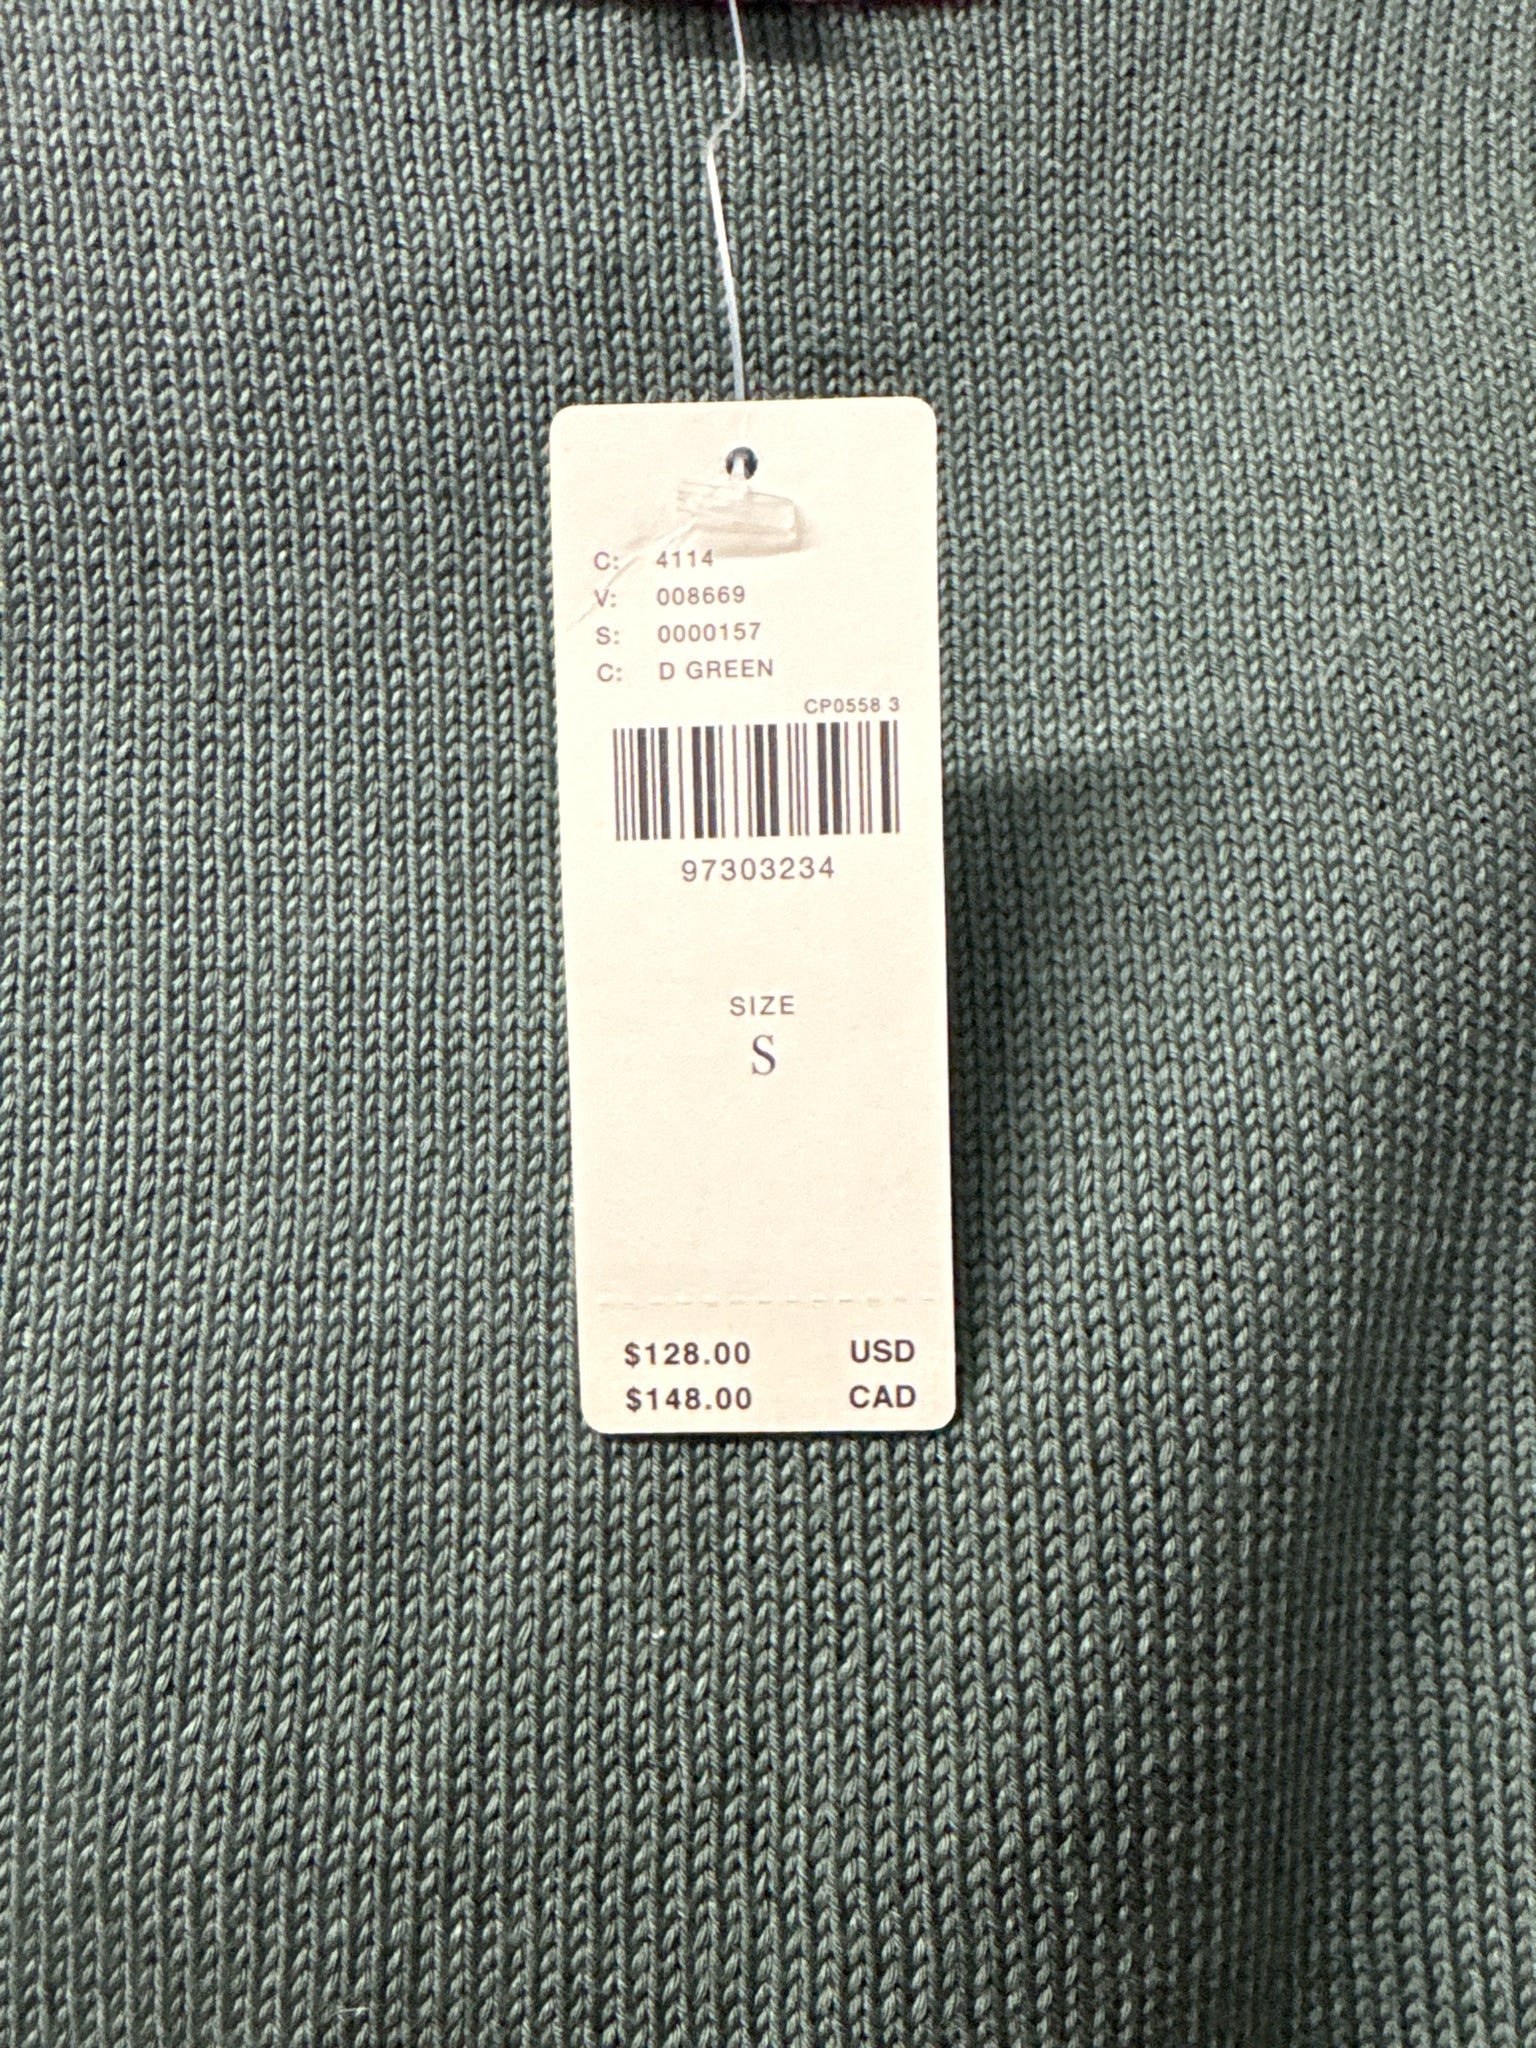 C: 4114
V: 008669
S: 0000157
C: D GREEN
CP0558 3
97303234
SIZE
S
$128.00 USD
$148.00 CAD